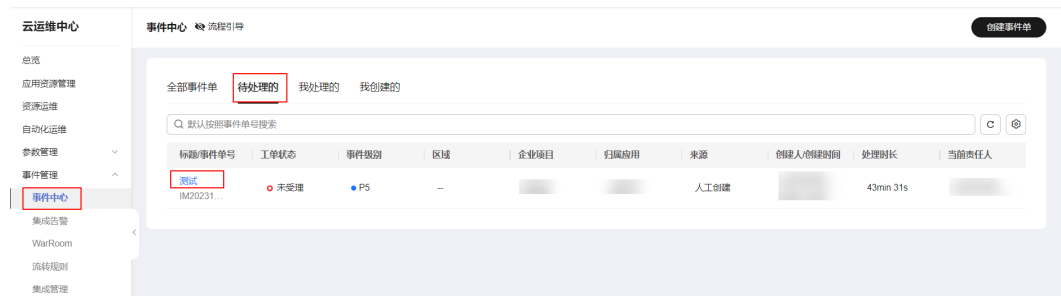 云运维中心
事件中心 流程引导
创建事件单
总览
应用资源管理
资源运维
自动化运维
参数管理
事件管理
事件中心
集成告警
WarRoom
流转规则
集成管理
全部事件单 待处理的 我处理的 我创建的
默认按照事件单号搜索
标题/事件单号 工单状态 事件级别 区域 企业项目 归属应用 来源 创建人/创建时间 处理时长 当前责任人
测试
IM20231...
未受理 P5 -- 人工创建 43min 31s